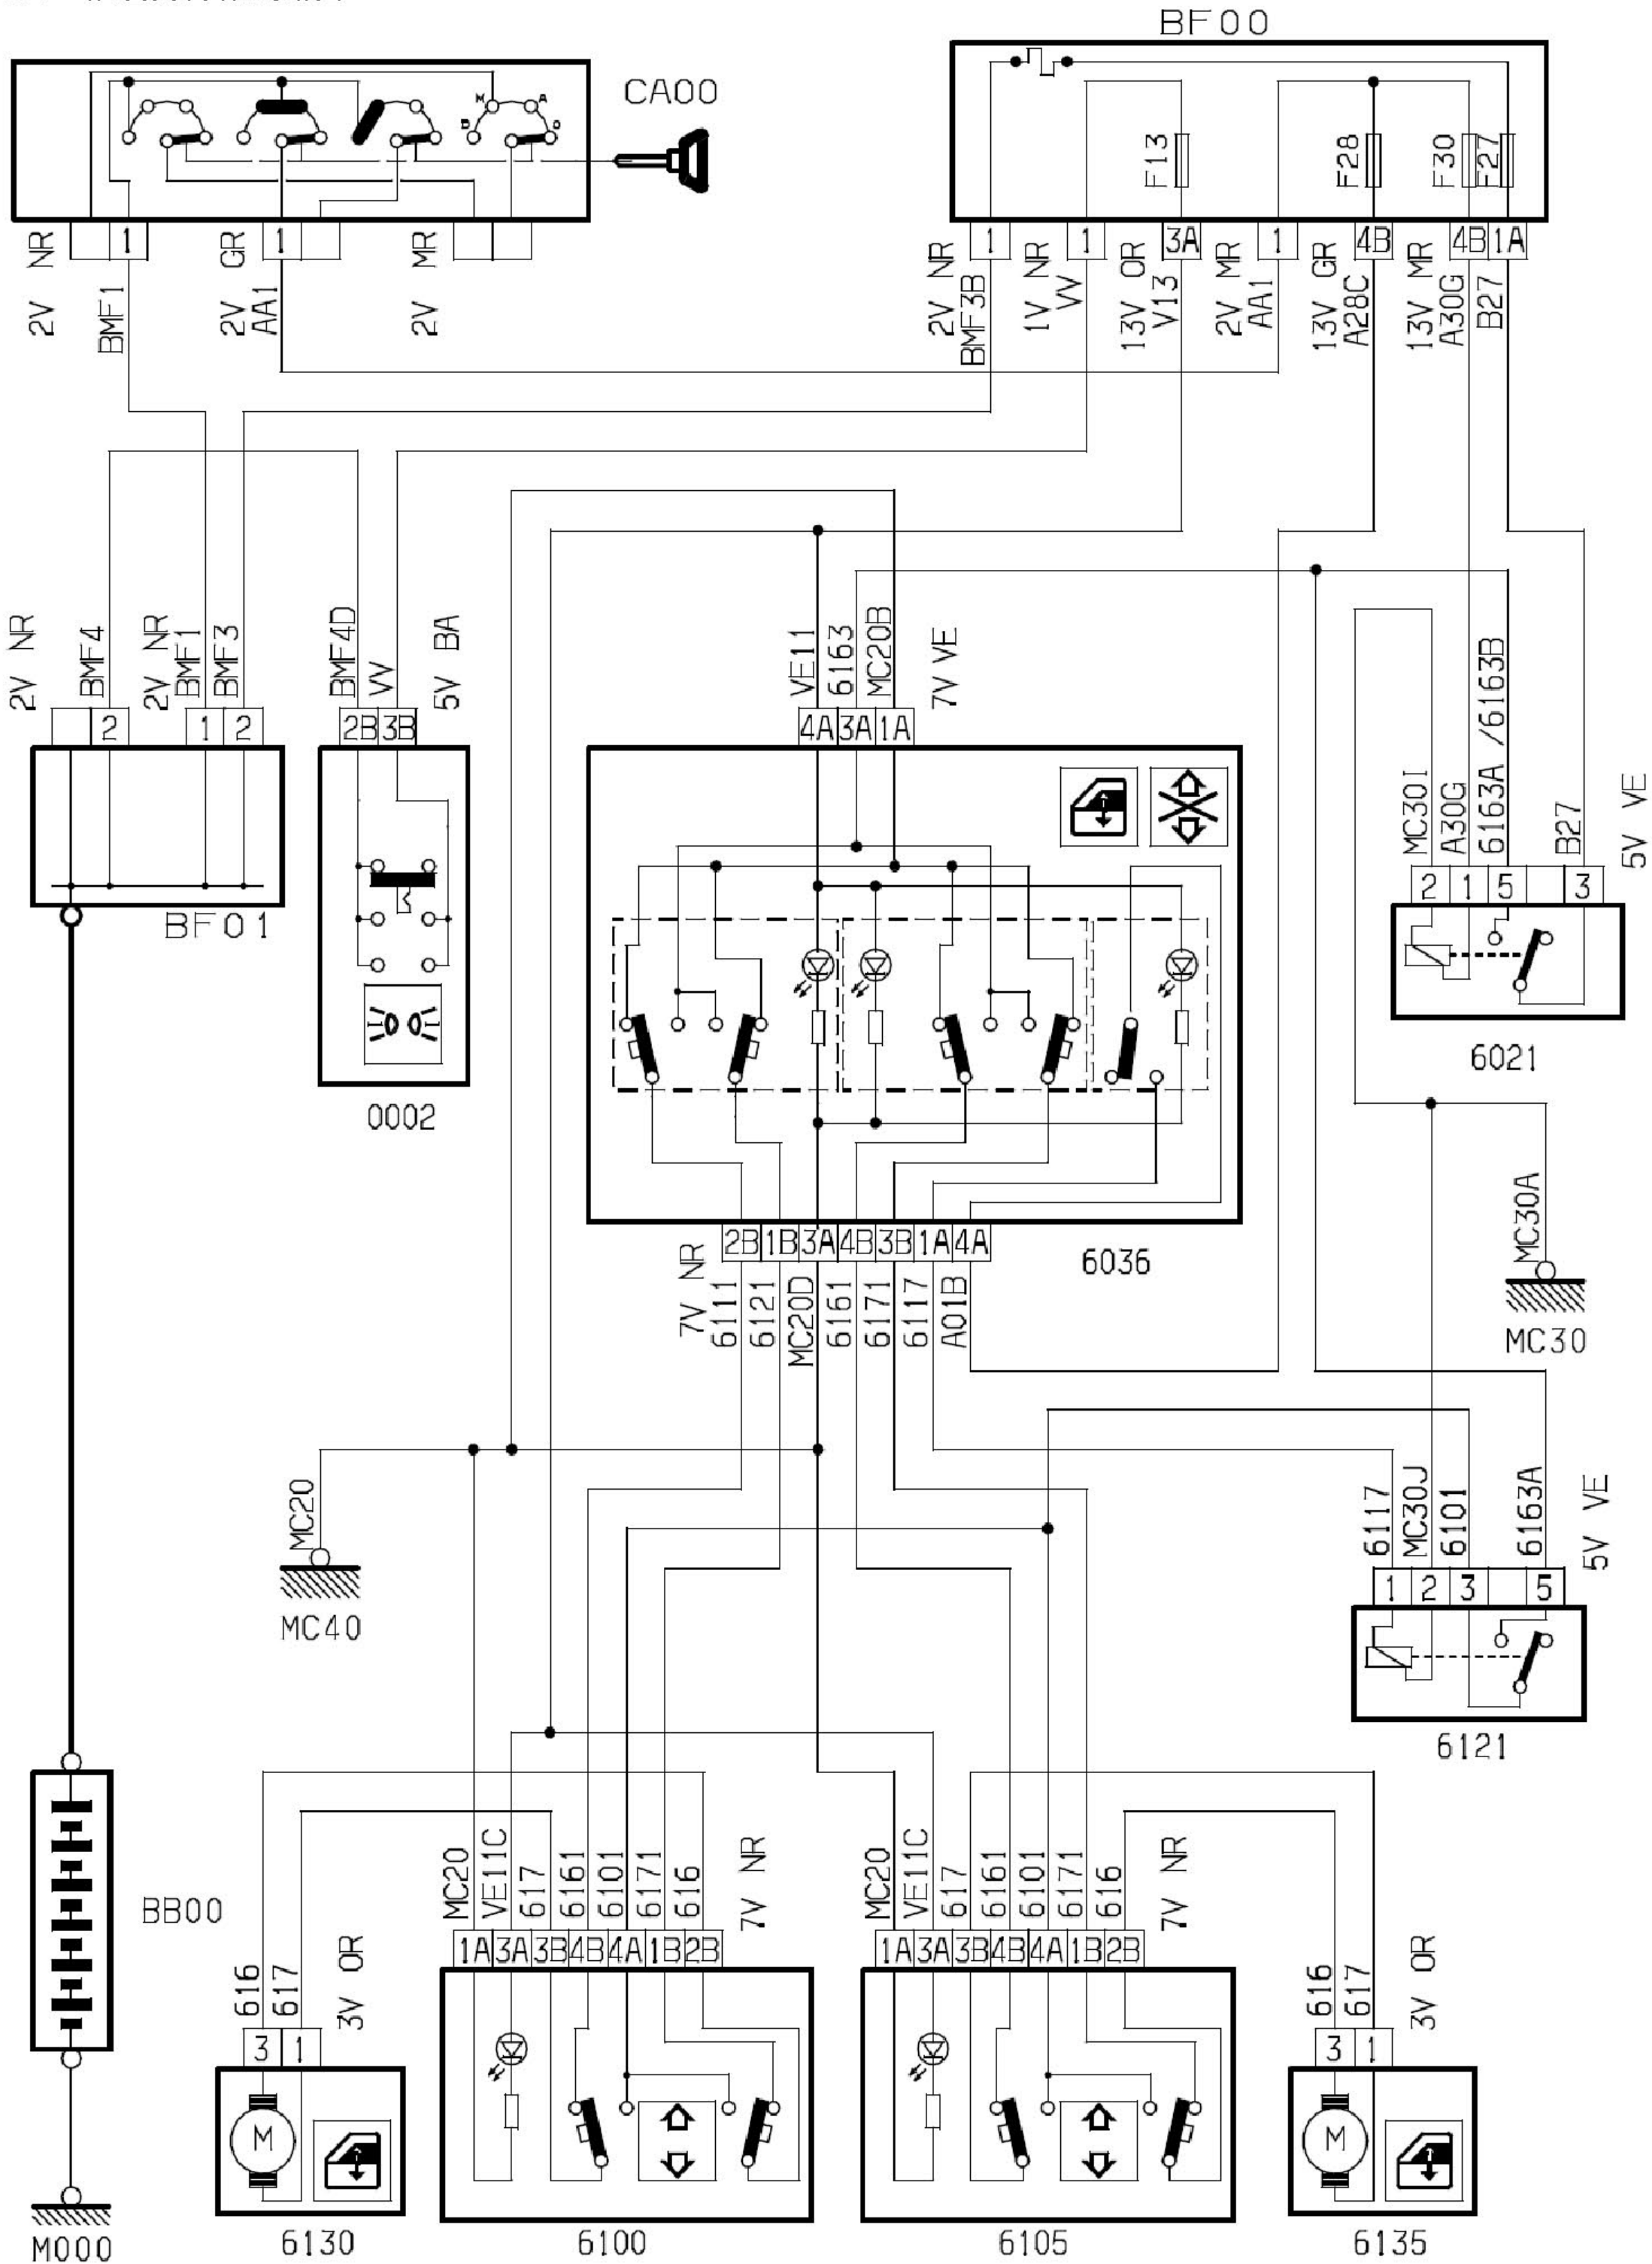 BF00
CA00
M A
D D
F13
F28
F30
F27
1
1
1
1
3A
1
4B
4B
1A
2V NR
BMF1
2V GR
AA1
2V MR
2V NR
BMF3B
1V NR
VV
13V OR
V13
2V MR
AA1
13V GR
A28C
13V MR
A30G
B27
2V NR
BMF4
2V NR
BMF1
BMF3
BMF4D
VV
5V BA
VE11
6163
MC20B
7V VE
MC30I
A30G
6163A /6163B
B27
5V VE
2
1
2
2B
3B
4A
3A
1A
2
1
5
3
BF01
0002
6021
2B
1B
3A
4B
3B
1A
4A
6036
7V NR
6111
6121
MC20D
6161
6171
6117
A01B
MC30A
MC30
MC20
MC40
6117
MC30J
6101
6163A
5V VE
1
2
3
5
6121
BB00
MC20
VE11C
617
6161
6101
6171
616
7V NR
MC20
VE11C
617
6161
6101
6171
616
7V NR
1A
3A
3B
4B
4A
1B
2B
1A
3A
3B
4B
4A
1B
2B
616
617
3V OR
3
1
616
617
3V OR
3
1
M
M
M000
6130
6100
6105
6135